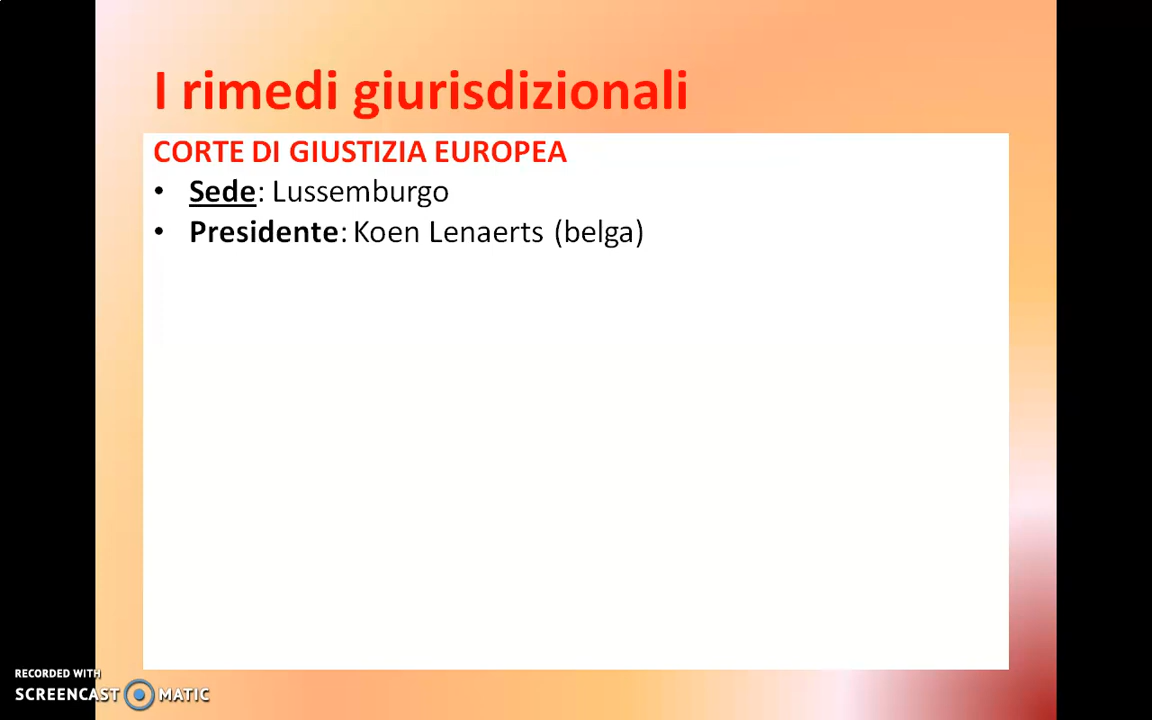 I rimedi giurisdizionali
CORTE DI GIUSTIZIA EUROPEA
• Sede: Lussemburgo
• Presidente: Koen Lenaerts (belga)
RECORDED WITH
SCREENCAST MATIC